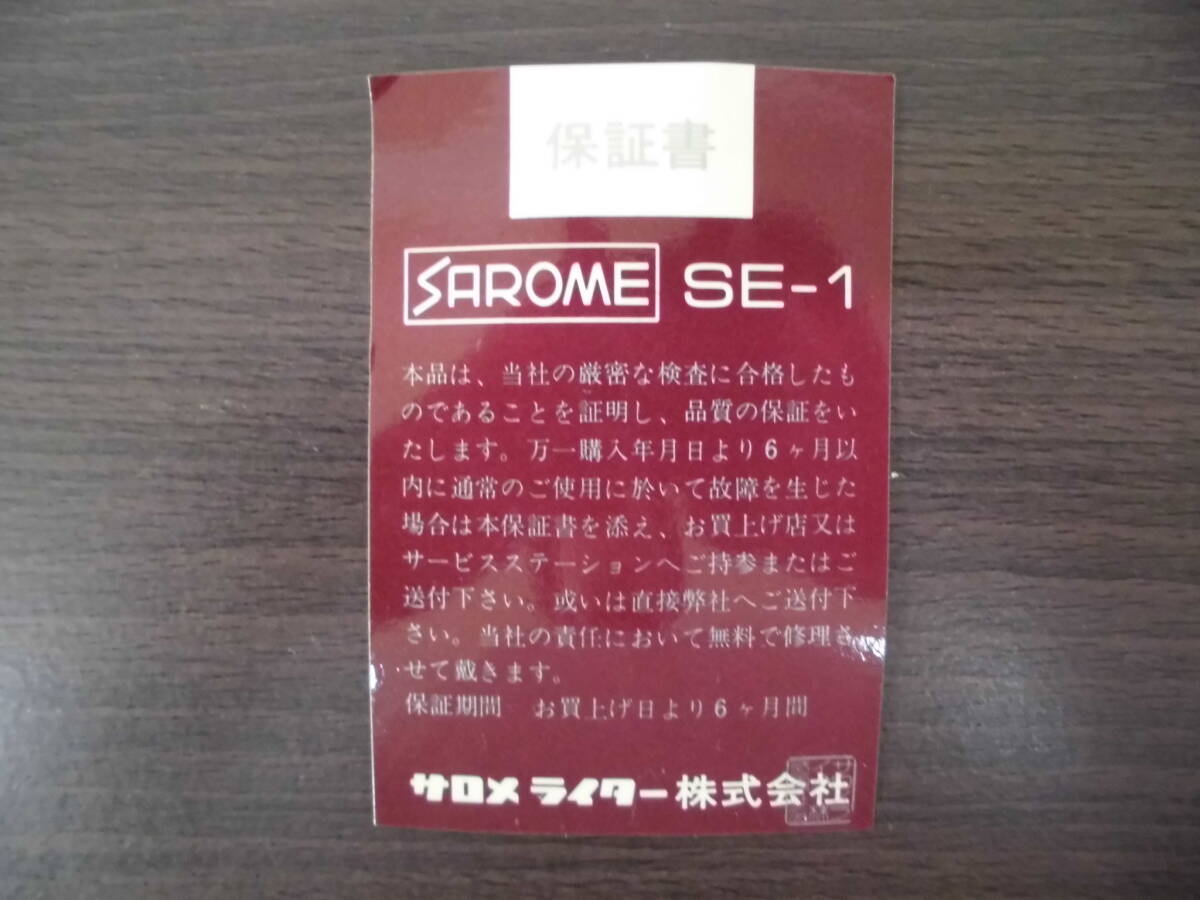 保証書
SAROME SE-1
本品は、当社の厳密な検査に合格したも
のであることを証明し、品質の保証をい
たします。万一購入年月日より6ヶ月以
内に通常のご使用に於いて故障を生じた
場合は本保証書を添え、お買上げ店又は
サービスステーションへご持参またはご
送付下さい。或いは直接弊社へご送付下
さい。当社の責任において無料で修理さ
せて戴きます。
保証期間 お買上げ日より6ヶ月間
サロメ ライター株式会社